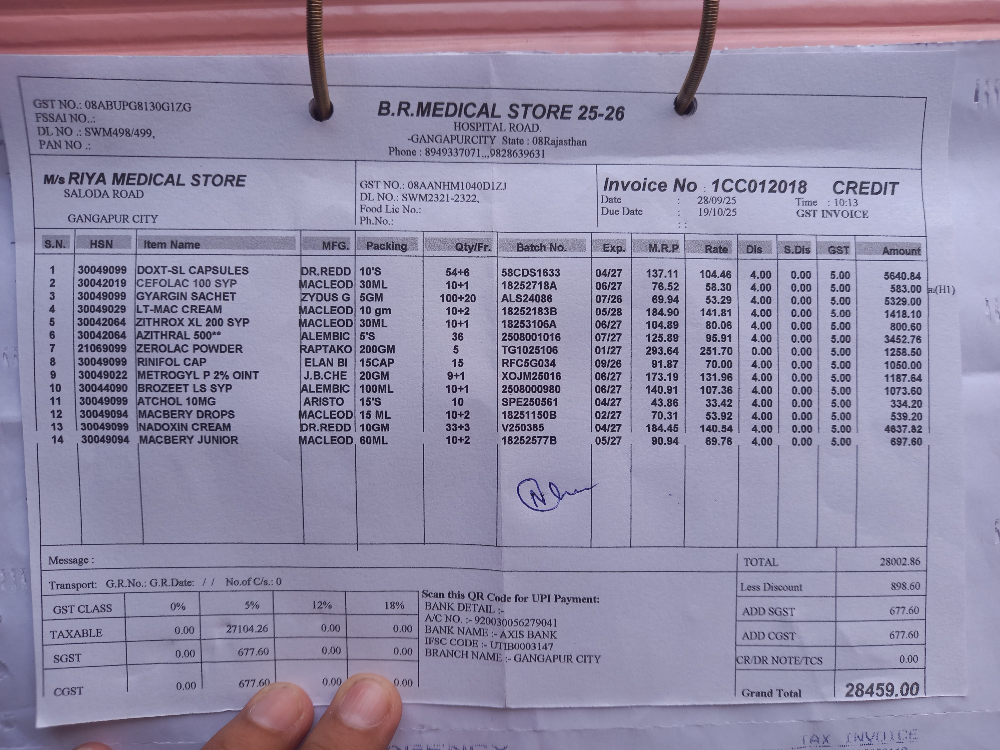 GST NO.: 08ABUPG8130G1ZG
FSSAI NO..:
DL NO .: SWM498/499,
PAN NO .:
B.R.MEDICAL STORE 25-26
HOSPITAL ROAD.
-GANGAPURCITY State : 08Rajasthan
Phone : 8949337071,,,9828639631
M/s RIYA MEDICAL STORE
SALODA ROAD
GANGAPUR CITY
GST NO.: 08AANHM1040D1ZJ
DL NO.: SWM2321-2322,
Food Lic No.:
Ph.No.:
Invoice No : 1CC012018 CREDIT
Date : 28/09/25 Time : 10:13
Due Date : 19/10/25 GST INVOICE
: :
S.N. HSN Item Name MFG. Packing Qty/Fr. Batch No. Exp. M.R.P Rate Dis S.Dis GST Amount
1 30049099 DOXT-SL CAPSULES DR.REDD 10'S 54+6 58CDS1633 04/27 137.11 104.46 4.00 0.00 5.00 5640.84
2 30042019 CEFOLAC 100 SYP MACLEOD 30ML 10+1 18252718A 06/27 76.52 58.30 4.00 0.00 5.00 583.00 (H1)
3 30049099 GYARGIN SACHET ZYDUS G 5GM 100+20 ALS24086 07/26 69.94 53.29 4.00 0.00 5.00 5329.00
4 30049029 LT-MAC CREAM MACLEOD 10 gm 10+2 18252183B 05/28 184.90 141.81 4.00 0.00 5.00 1418.10
5 30042064 ZITHROX XL 200 SYP MACLEOD 30ML 10+1 18253106A 06/27 104.89 80.06 4.00 0.00 5.00 800.60
6 30042064 AZITHRAL 500** ALEMBIC 5'S 36 2508001016 07/27 125.89 95.91 4.00 0.00 5.00 3452.76
7 21069099 ZEROLAC POWDER RAPTAKO 200GM 5 TG1025106 01/27 293.64 251.70 0.00 0.00 5.00 1258.50
8 30049099 RINIFOL CAP ELAN BI 15CAP 15 RFC5G034 09/26 91.87 70.00 4.00 0.00 5.00 1050.00
9 30049022 METROGYL P 2% OINT J.B.CHE 20GM 9+1 XOJM25016 06/27 173.19 131.96 4.00 0.00 5.00 1187.64
10 30044090 BROZEET LS SYP ALEMBIC 100ML 10+1 2508000980 06/27 140.91 107.36 4.00 0.00 5.00 1073.60
11 30049099 ATCHOL 10MG ARISTO 15'S 10 SPE250561 04/27 43.86 33.42 4.00 0.00 5.00 334.20
12 30049094 MACBERY DROPS MACLEOD 15 ML 10+2 18251150B 02/27 70.31 53.92 4.00 0.00 5.00 539.20
13 30049099 NADOXIN CREAM DR.REDD 10GM 33+3 V250385 04/27 184.45 140.54 4.00 0.00 5.00 4637.82
14 30049094 MACBERY JUNIOR MACLEOD 60ML 10+2 18252577B 05/27 90.94 69.76 4.00 0.00 5.00 697.60
Message :
Transport: G.R.No.: G.R.Date: / / No.of C/s.: 0
GST CLASS 0% 5% 12% 18%
TAXABLE 0.00 27104.26 0.00 0.00
SGST 0.00 677.60 0.00 0.00
CGST 0.00 677.60 0.00 0.00
Scan this QR Code for UPI Payment:
BANK DETAIL :-
A/C NO. :- 920030056279041
BANK NAME :- AXIS BANK
IFSC CODE :- UTIB0003147
BRANCH NAME :- GANGAPUR CITY
TOTAL 28002.86
Less Discount 898.60
ADD SGST 677.60
ADD CGST 677.60
CR/DR NOTE/TCS 0.00
Grand Total 28459.00
TAX INVOICE